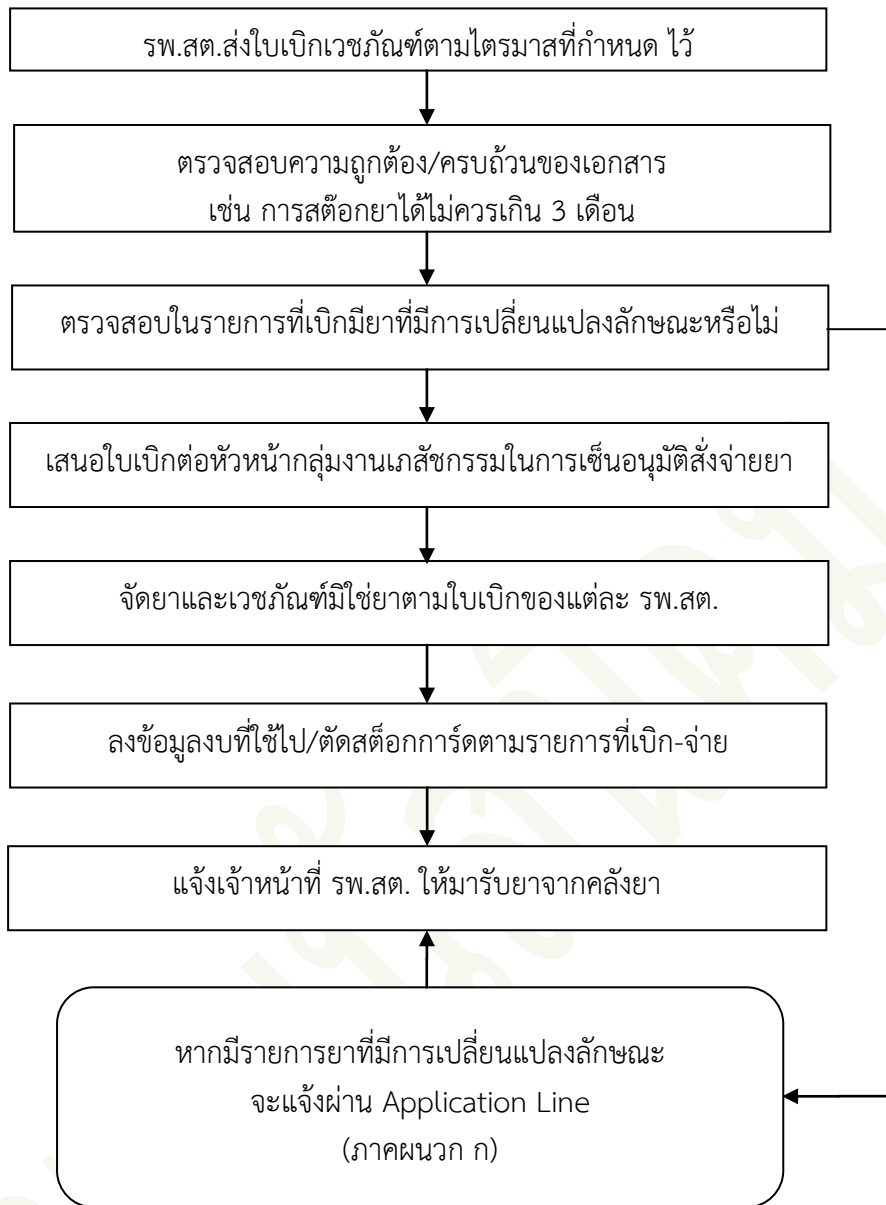 รพ.สต.ส่งใบเบิกเวชภัณฑ์ตามไตรมาสที่กำหนด ไว้
ตรวจสอบความถูกต้อง/ครบถ้วนของเอกสาร
เช่น การสต๊อกยาได้ไม่ควรเกิน 3 เดือน
ตรวจสอบในรายการที่เบิกมียาที่มีการเปลี่ยนแปลงลักษณะหรือไม่
เสนอใบเบิกต่อหัวหน้ากลุ่มงานเภสัชกรรมในการเซ็นอนุมัติสั่งจ่ายยา
จัดยาและเวชภัณฑ์มิใช่ยาตามใบเบิกของแต่ละ รพ.สต.
ลงข้อมูลงบที่ใช้ไป/ตัดสต็อกการ์ดตามรายการที่เบิก-จ่าย
แจ้งเจ้าหน้าที่ รพ.สต. ให้มารับยาจากคลังยา
หากมีรายการยาที่มีการเปลี่ยนแปลงลักษณะ
จะแจ้งผ่าน Application Line
(ภาคผนวก ก)